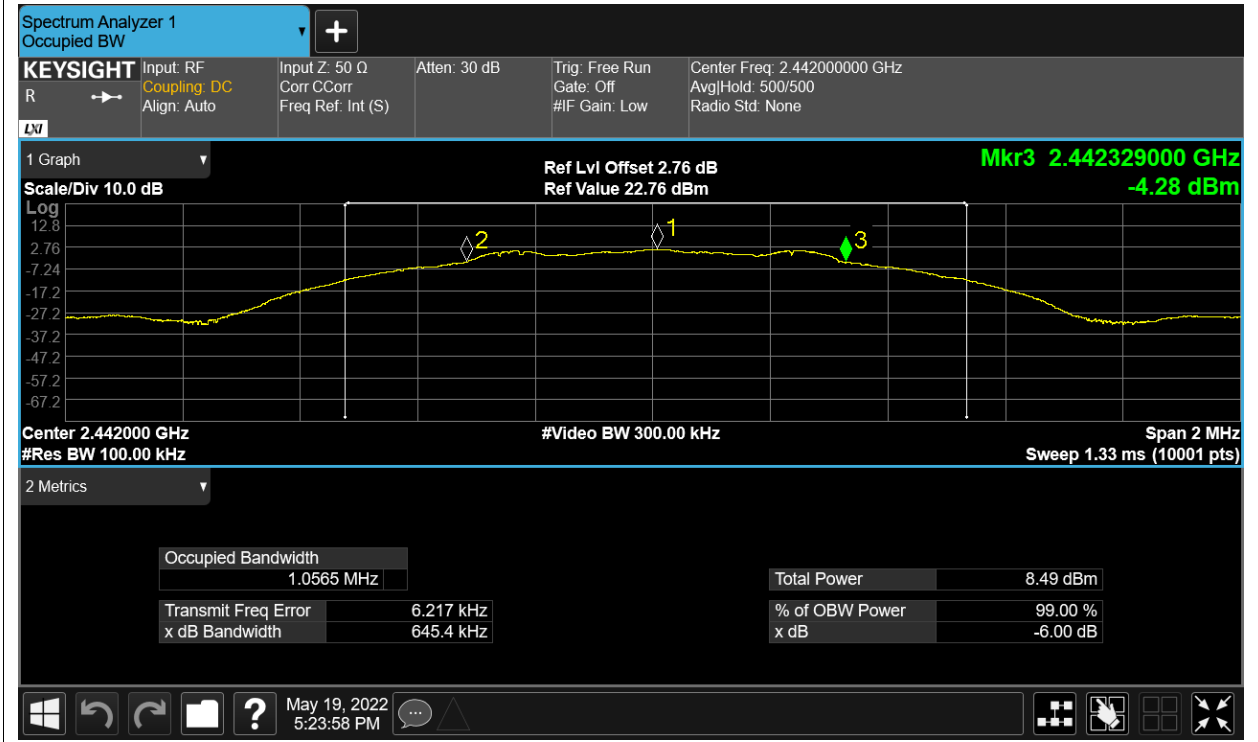 Spectrum Analyzer 1
Occupied BW
KEYSIGHT
R
LXI
Input: RF
Coupling: DC
Align: Auto
Input Z: 50 Ω
Corr CCorr
Freq Ref: Int (S)
Atten: 30 dB
Trig: Free Run
Gate: Off
#IF Gain: Low
Center Freq: 2.442000000 GHz
Avg|Hold: 500/500
Radio Std: None
1 Graph
Scale/Div 10.0 dB
Ref Lvl Offset 2.76 dB
Ref Value 22.76 dBm
Mkr3 2.442329000 GHz
-4.28 dBm
Log
12.8
2.76
-7.24
-17.2
-27.2
-37.2
-47.2
-57.2
-67.2
2
1
3
Center 2.442000 GHz
#Res BW 100.00 kHz
#Video BW 300.00 kHz
Span 2 MHz
Sweep 1.33 ms (10001 pts)
2 Metrics
Occupied Bandwidth
1.0565 MHz
Transmit Freq Error 6.217 kHz
x dB Bandwidth 645.4 kHz
Total Power 8.49 dBm
% of OBW Power 99.00 %
x dB -6.00 dB
?
May 19, 2022
5:23:58 PM